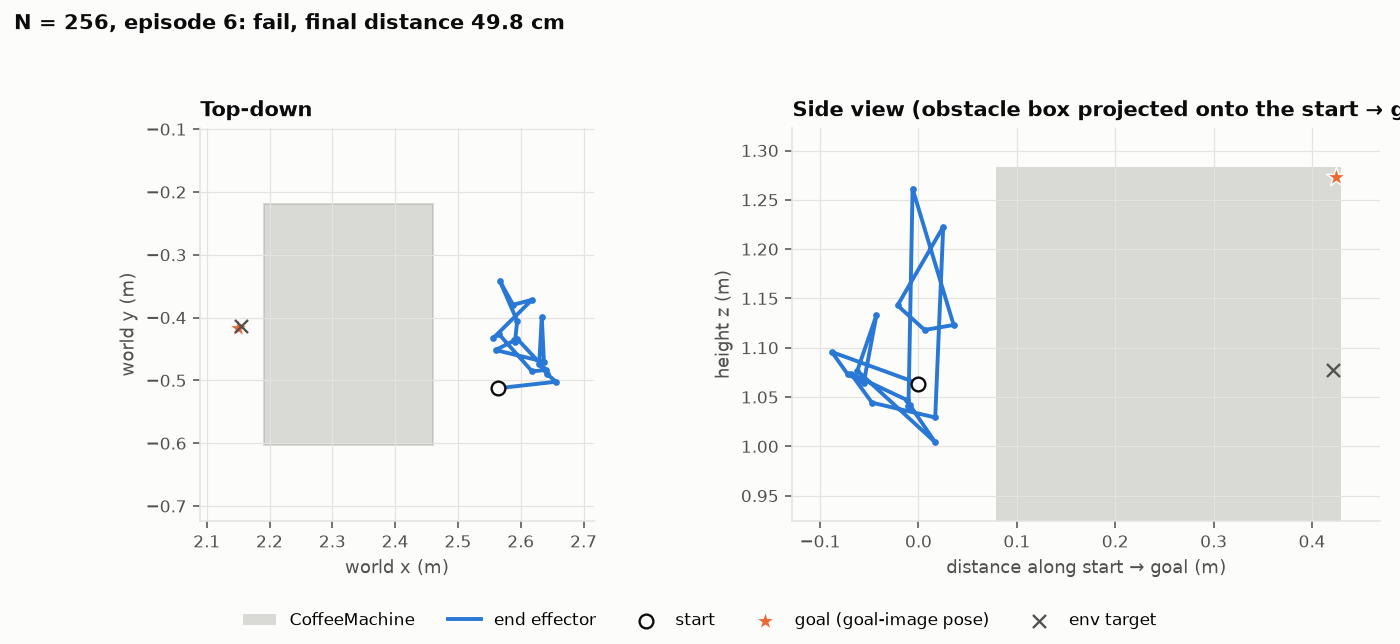 N = 256, episode 6: fail, final distance 49.8 cm
Top-down
−0.1
−0.2
−0.3
−0.4
−0.5
−0.6
−0.7
world y (m)
2.1 2.2 2.3 2.4 2.5 2.6 2.7
world x (m)
Side view (obstacle box projected onto the start → g
1.30
1.25
1.20
1.15
1.10
1.05
1.00
0.95
height z (m)
−0.1 0.0 0.1 0.2 0.3 0.4
distance along start → goal (m)
CoffeeMachine end effector start goal (goal-image pose) env target